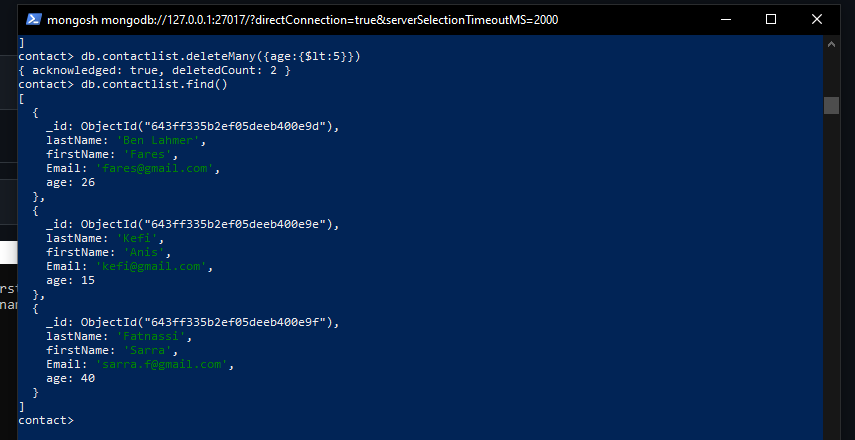 mongosh mongodb://127.0.0.1:27017/?directConnection=true&serverSelectionTimeoutMS=2000
]
contact> db.contactlist.deleteMany({age:{$lt:5}})
{ acknowledged: true, deletedCount: 2 }
contact> db.contactlist.find()
[
  {
    _id: ObjectId("643ff335b2ef05deeb400e9d"),
    lastName: 'Ben Lahmer',
    firstName: 'Fares',
    Email: 'fares@gmail.com',
    age: 26
  },
  {
    _id: ObjectId("643ff335b2ef05deeb400e9e"),
    lastName: 'Kefi',
    firstName: 'Anis',
    Email: 'kefi@gmail.com',
    age: 15
  },
  {
    _id: ObjectId("643ff335b2ef05deeb400e9f"),
    lastName: 'Fatnassi',
    firstName: 'Sarra',
    Email: 'sarra.f@gmail.com',
    age: 40
  }
]
contact>